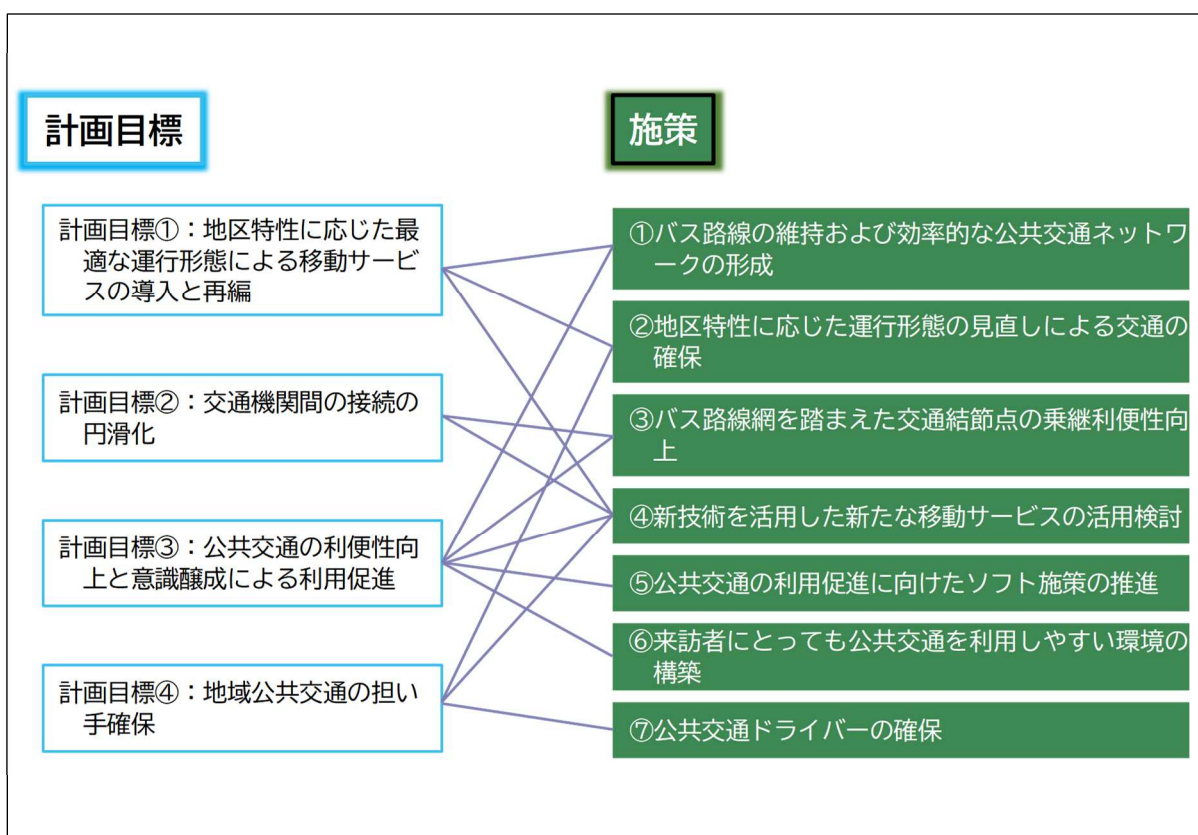 計画目標
計画目標①：地区特性に応じた最
適な運行形態による移動サービ
スの導入と再編
計画目標②：交通機関間の接続の
円滑化
計画目標③：公共交通の利便性向
上と意識醸成による利用促進
計画目標④：地域公共交通の担い
手確保
施策
①バス路線の維持および効率的な公共交通ネットワ
ークの形成
②地区特性に応じた運行形態の見直しによる交通の
確保
③バス路線網を踏まえた交通結節点の乗継利便性向
上
④新技術を活用した新たな移動サービスの活用検討
⑤公共交通の利用促進に向けたソフト施策の推進
⑥来訪者にとっても公共交通を利用しやすい環境の
構築
⑦公共交通ドライバーの確保